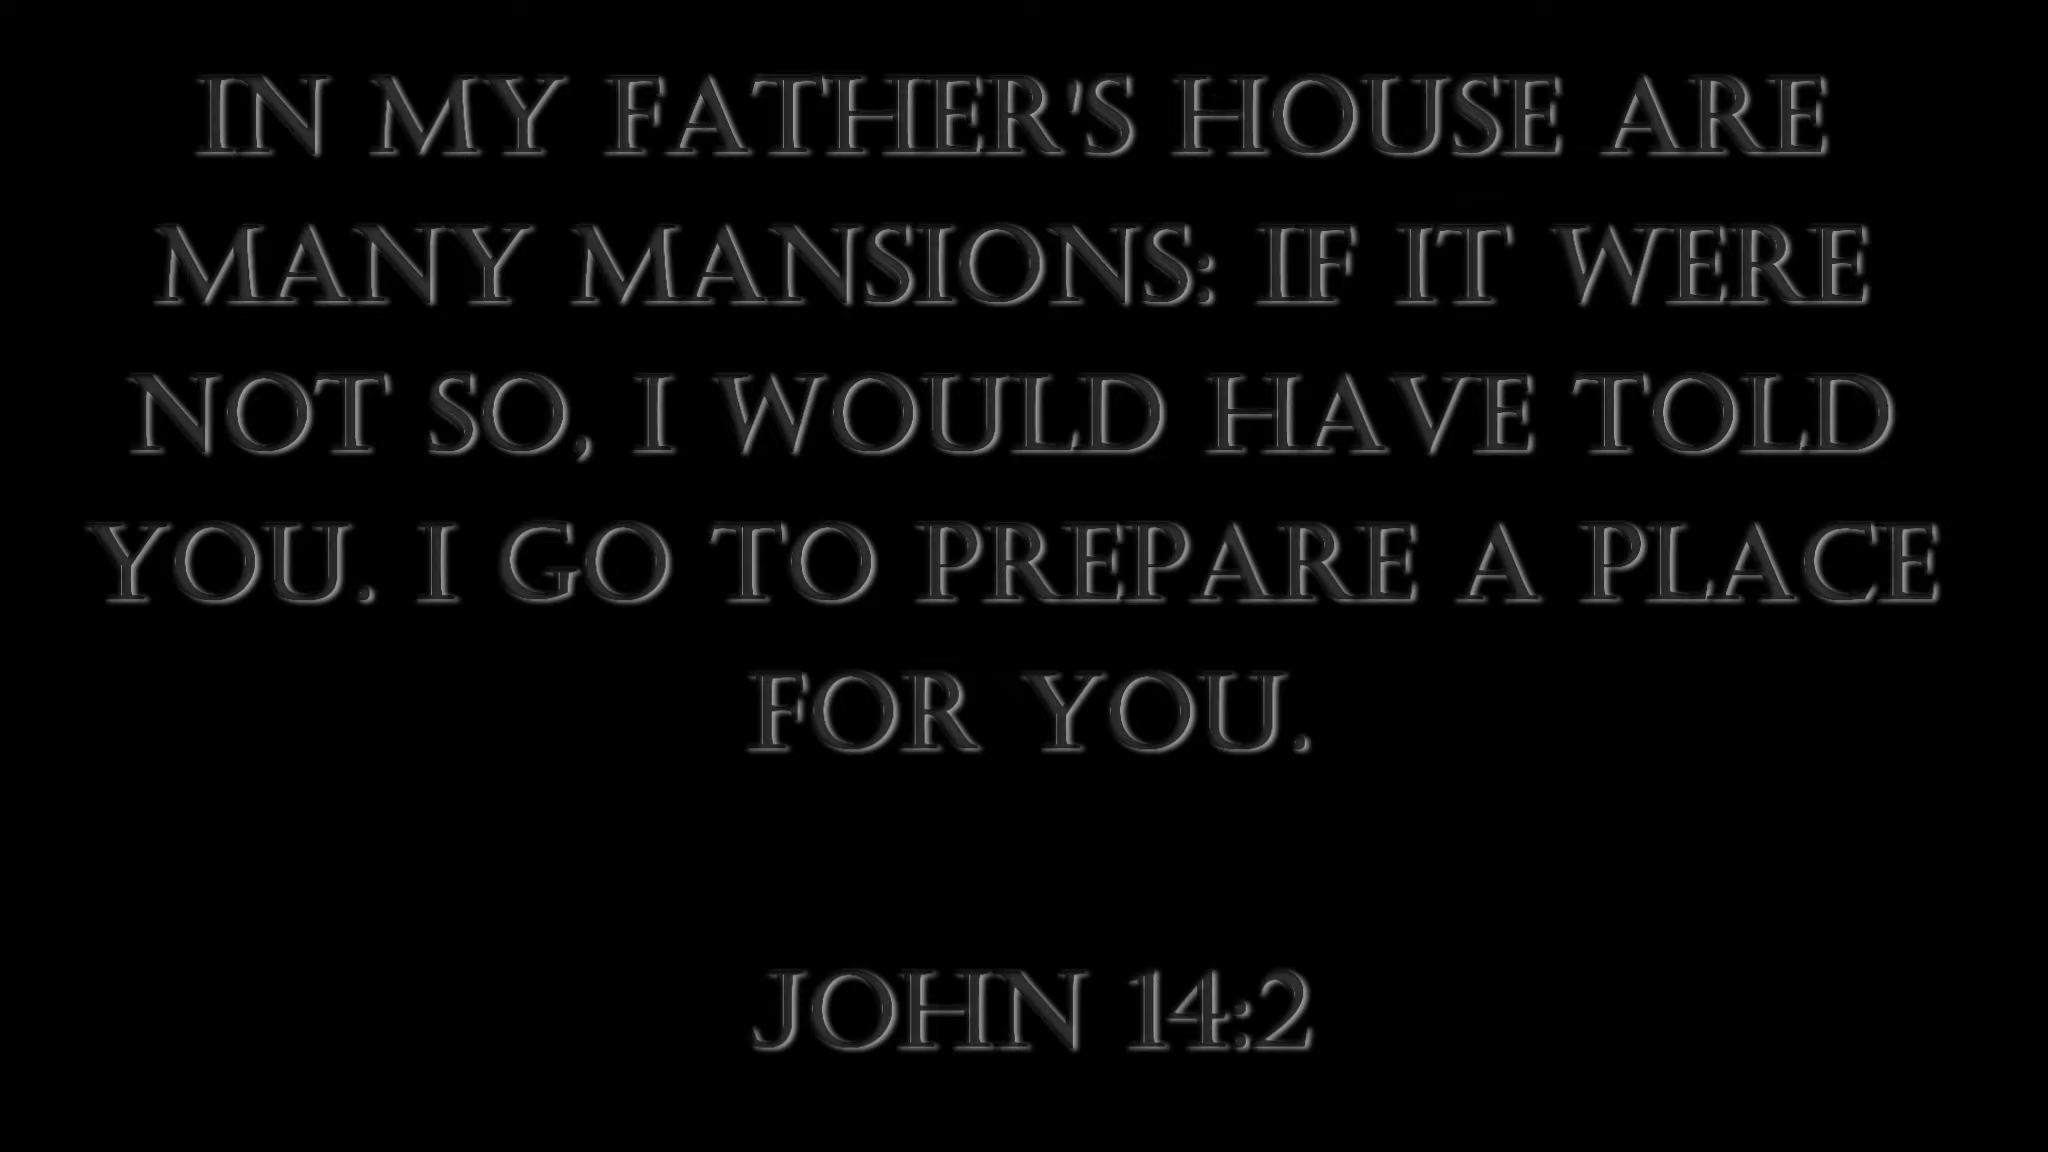 IN MY FATHER'S HOUSE ARE
MANY MANSIONS: IF IT WERE
NOT SO, I WOULD HAVE TOLD
YOU. I GO TO PREPARE A PLACE
FOR YOU.
JOHN 14:2